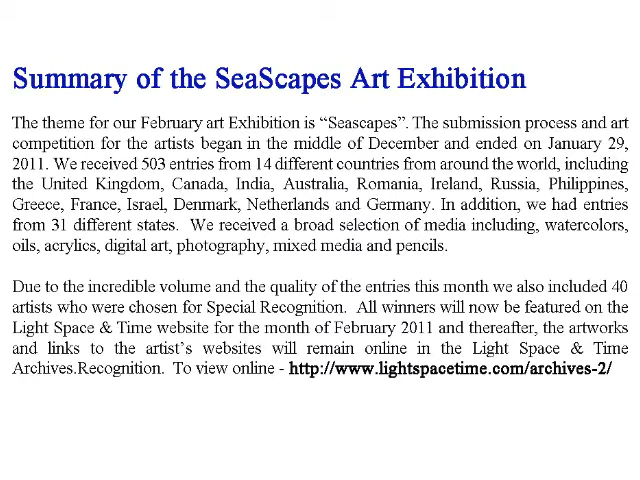 Summary of the SeaScapes Art Exhibition
The theme for our February art Exhibition is “Seascapes”. The submission process and art
competition for the artists began in the middle of December and ended on January 29,
2011. We received 503 entries from 14 different countries from around the world, including
the United Kingdom, Canada, India, Australia, Romania, Ireland, Russia, Philippines,
Greece, France, Israel, Denmark, Netherlands and Germany. In addition, we had entries
from 31 different states. We received a broad selection of media including, watercolors,
oils, acrylics, digital art, photography, mixed media and pencils.
Due to the incredible volume and the quality of the entries this month we also included 40
artists who were chosen for Special Recognition. All winners will now be featured on the
Light Space & Time website for the month of February 2011 and thereafter, the artworks
and links to the artist’s websites will remain online in the Light Space & Time
Archives.Recognition. To view online - http://www.lightspacetime.com/archives-2/